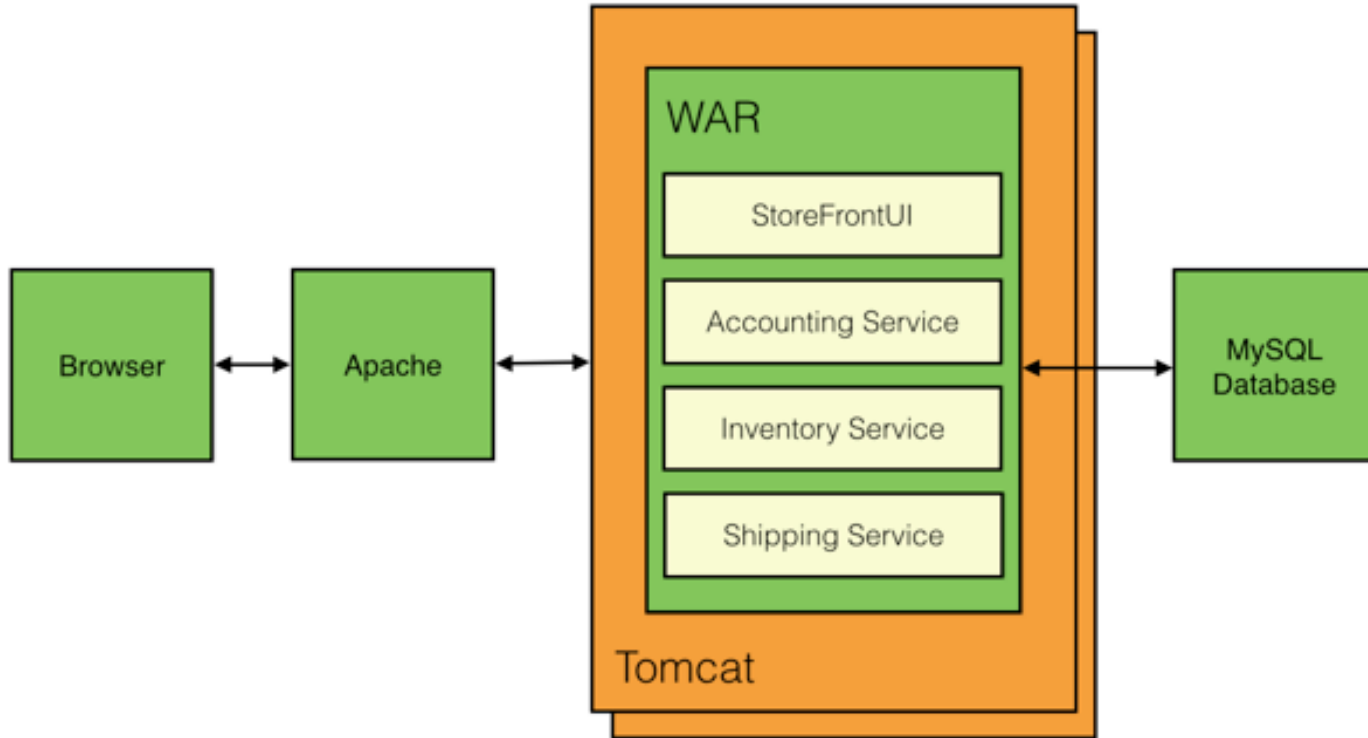 WAR
StoreFrontUI
Accounting Service
Browser
Apache
MySQL
Database
Inventory Service
Shipping Service
Tomcat